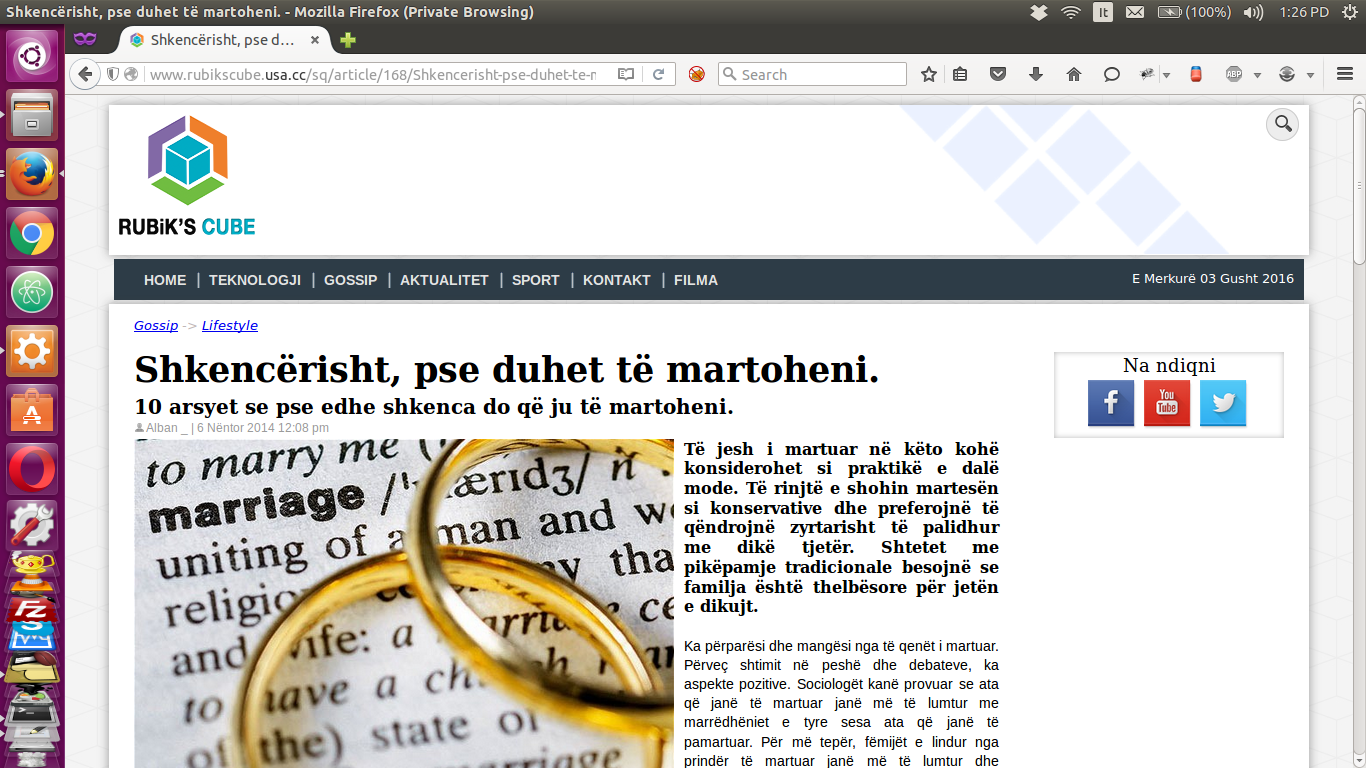 Shkencërisht, pse duhet të martoheni. - Mozilla Firefox (Private Browsing)
It
(100%)
1:26 PD
Shkencërisht, pse d...
www.rubikscube.usa.cc/sq/article/168/Shkencerisht-pse-duhet-te-
Search
ABP
RUBiK'S CUBE
HOME | TEKNOLOGJI | GOSSIP | AKTUALITET | SPORT | KONTAKT | FILMA
E Merkurë 03 Gusht 2016
Gossip -> Lifestyle
Shkencërisht, pse duhet të martoheni.
10 arsyet se pse edhe shkenca do që ju të martoheni.
Alban _ | 6 Nëntor 2014 12:08 pm
to marry me (
marriage
uniting of a man and
tha
religio
and wife: a marria
to have a ch
of (the) state of
marriage
Të jesh i martuar në këto kohë
konsiderohet si praktikë e dalë
mode. Të rinjtë e shohin martesën
si konservative dhe preferojnë të
qëndrojnë zyrtarisht të palidhur
me dikë tjetër. Shtetet me
pikëpamje tradicionale besojnë se
familja është thelbësore për jetën
e dikujt.
Ka përparësi dhe mangësi nga të qenët i martuar.
Përveç shtimit në peshë dhe debateve, ka
aspekte pozitive. Sociologët kanë provuar se ata
që janë të martuar janë më të lumtur me
marrëdhëniet e tyre sesa ata që janë të
pamartuar. Për më tepër, fëmijët e lindur nga
prindër të martuar janë më të lumtur dhe
Na ndiqni
You
Tube